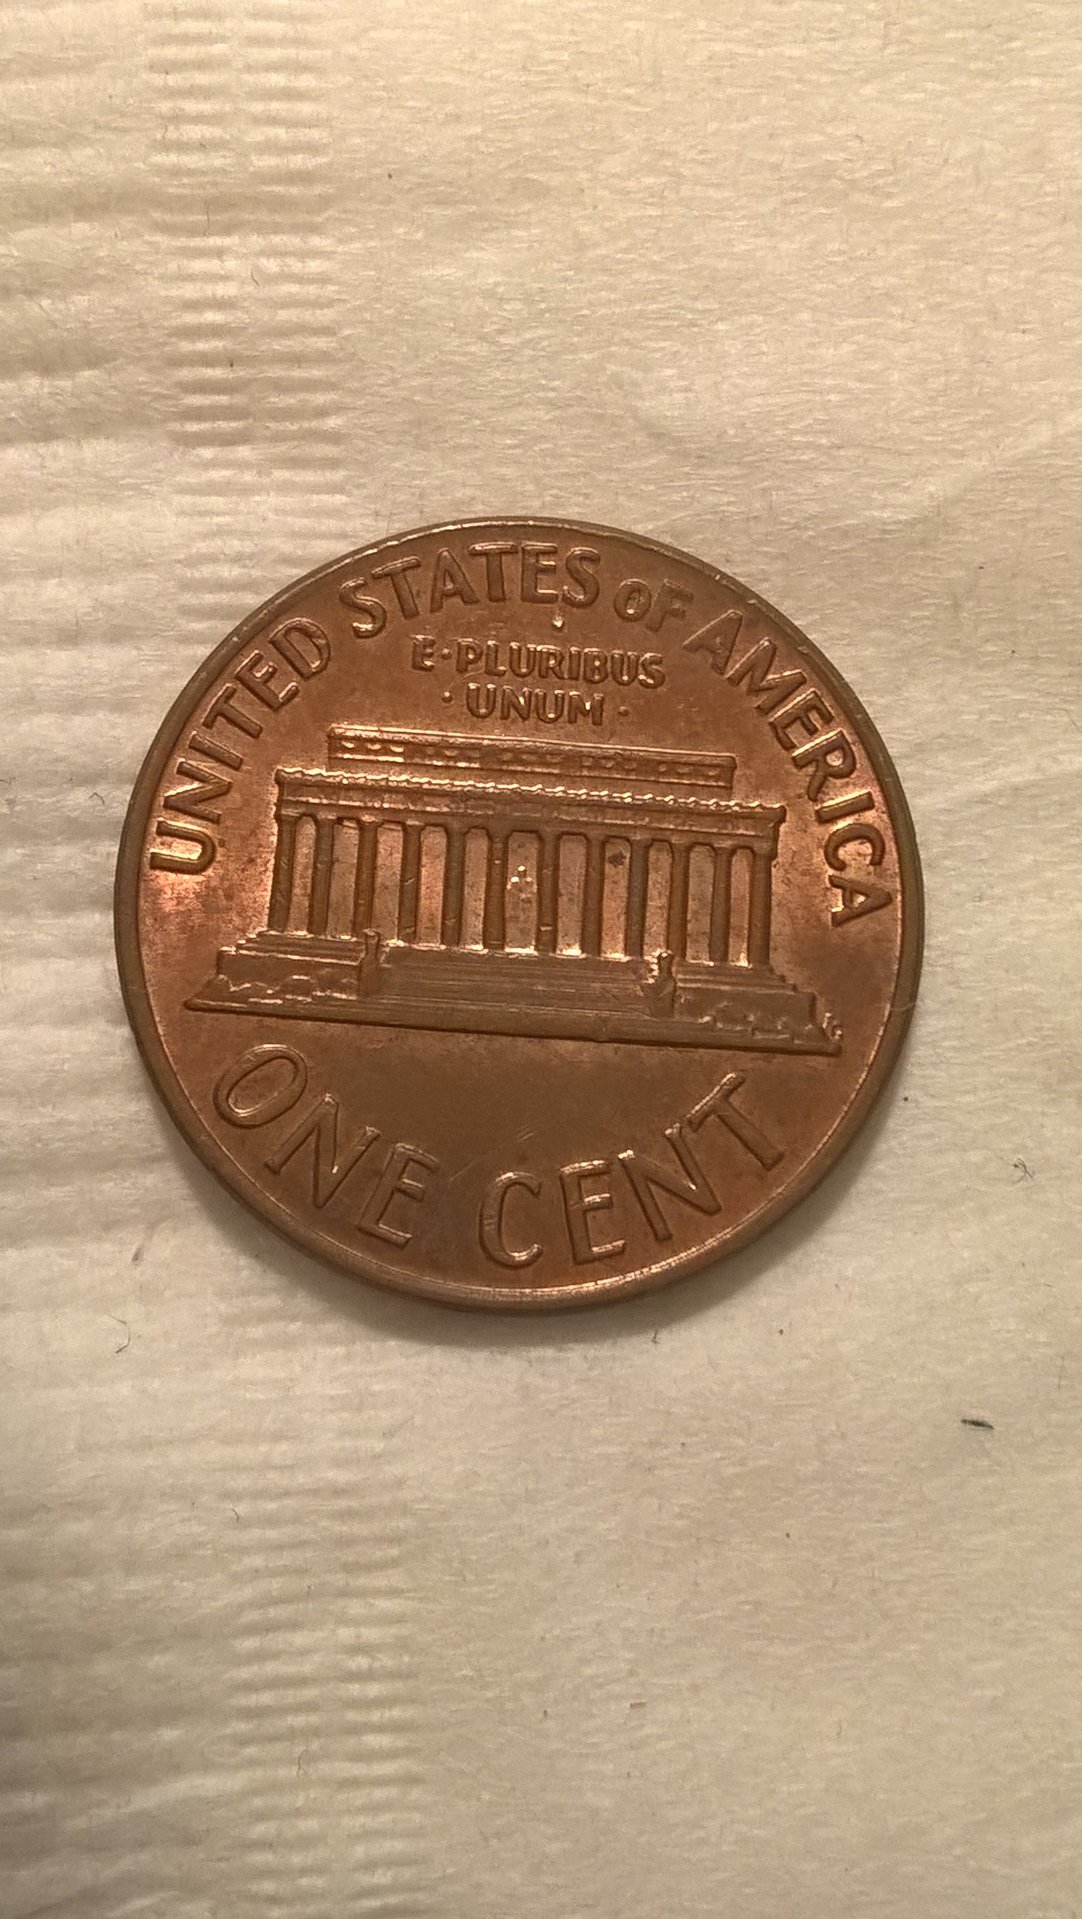 UNITED STATES OF AMERICA
E·PLURIBUS
·UNUM·
ONE CENT